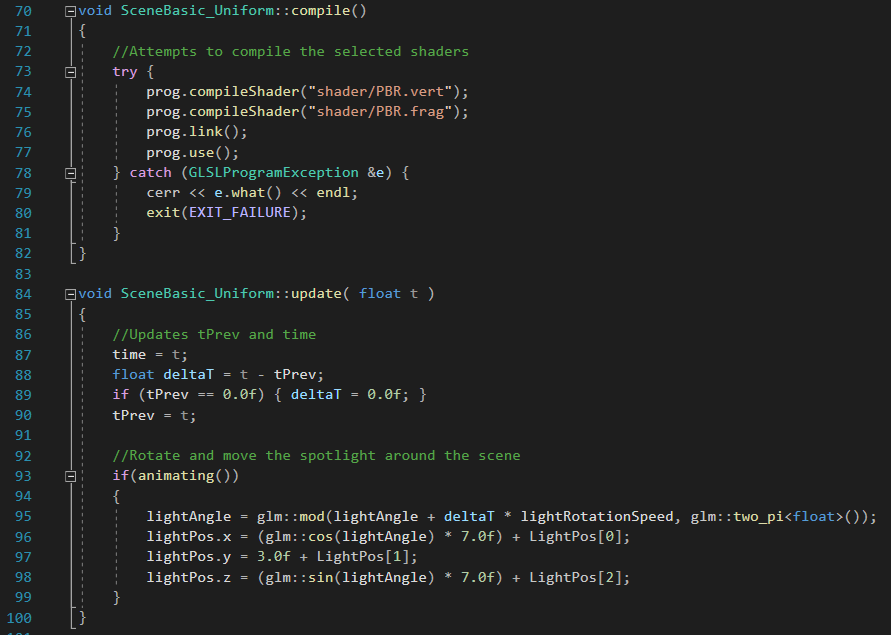 70 void SceneBasic_Uniform::compile()
71 {
72 //Attempts to compile the selected shaders
73 try {
74 prog.compileShader("shader/PBR.vert");
75 prog.compileShader("shader/PBR.frag");
76 prog.link();
77 prog.use();
78 } catch (GLSLProgramException &e) {
79 cerr << e.what() << endl;
80 exit(EXIT_FAILURE);
81 }
82 }
83
84 void SceneBasic_Uniform::update( float t )
85 {
86 //Updates tPrev and time
87 time = t;
88 float deltaT = t - tPrev;
89 if (tPrev == 0.0f) { deltaT = 0.0f; }
90 tPrev = t;
91
92 //Rotate and move the spotlight around the scene
93 if(animating())
94 {
95 lightAngle = glm::mod(lightAngle + deltaT * lightRotationSpeed, glm::two_pi<float>());
96 lightPos.x = (glm::cos(lightAngle) * 7.0f) + LightPos[0];
97 lightPos.y = 3.0f + LightPos[1];
98 lightPos.z = (glm::sin(lightAngle) * 7.0f) + LightPos[2];
99 }
100 }